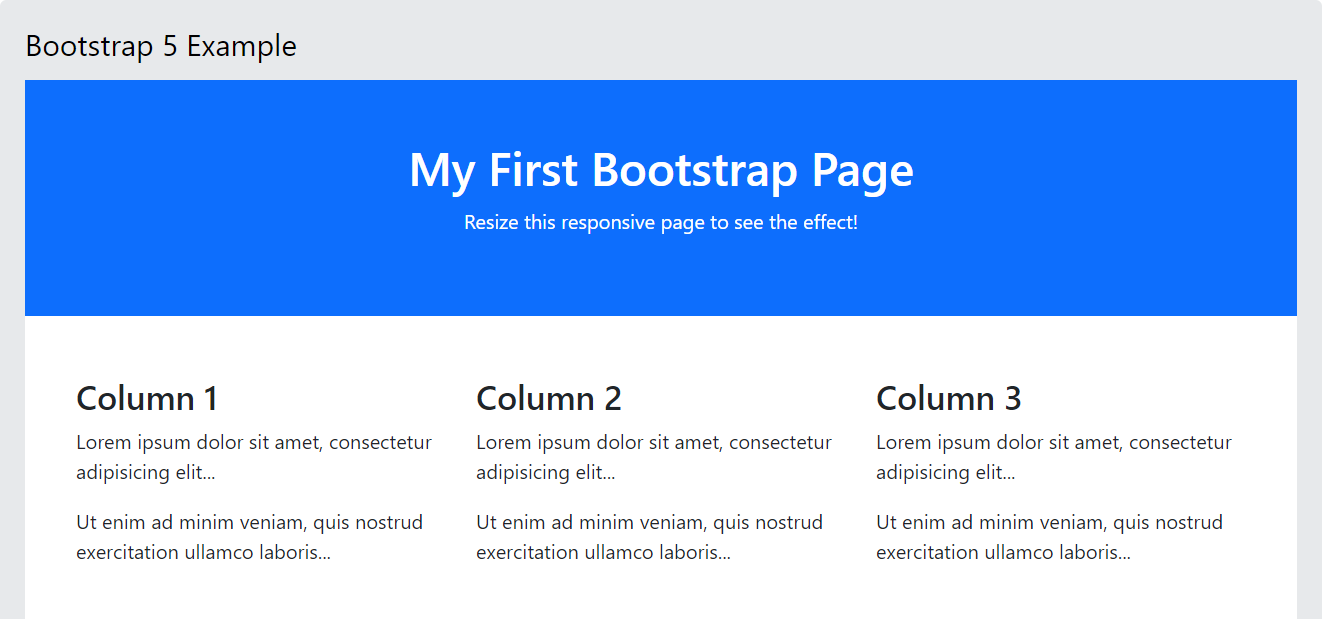 Bootstrap 5 Example
My First Bootstrap Page
Resize this responsive page to see the effect!
Column 1
Lorem ipsum dolor sit amet, consectetur
adipisicing elit...
Ut enim ad minim veniam, quis nostrud
exercitation ullamco laboris...
Column 2
Lorem ipsum dolor sit amet, consectetur
adipisicing elit...
Ut enim ad minim veniam, quis nostrud
exercitation ullamco laboris...
Column 3
Lorem ipsum dolor sit amet, consectetur
adipisicing elit...
Ut enim ad minim veniam, quis nostrud
exercitation ullamco laboris...